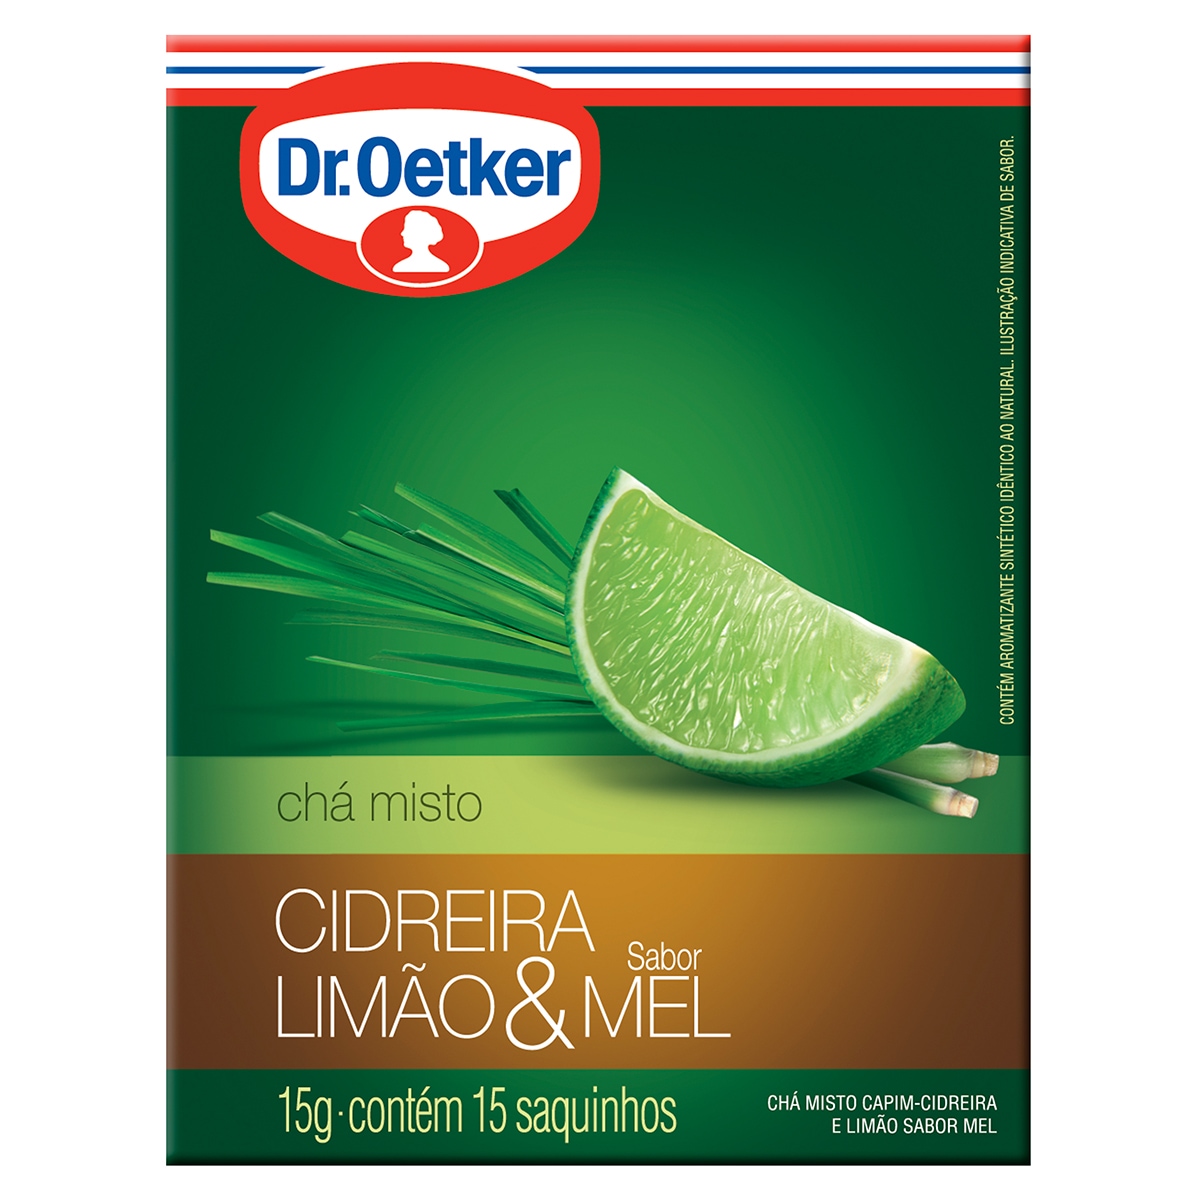 Dr.Oetker
CONTÉM AROMATIZANTE SINTÉTICO IDÊNTICO AO NATURAL. ILUSTRAÇÃO INDICATIVA DE SABOR.
chá misto
CIDREIRA
LIMÃO & Sabor MEL
15g·contém 15 saquinhos
CHÁ MISTO CAPIM-CIDREIRA
E LIMÃO SABOR MEL